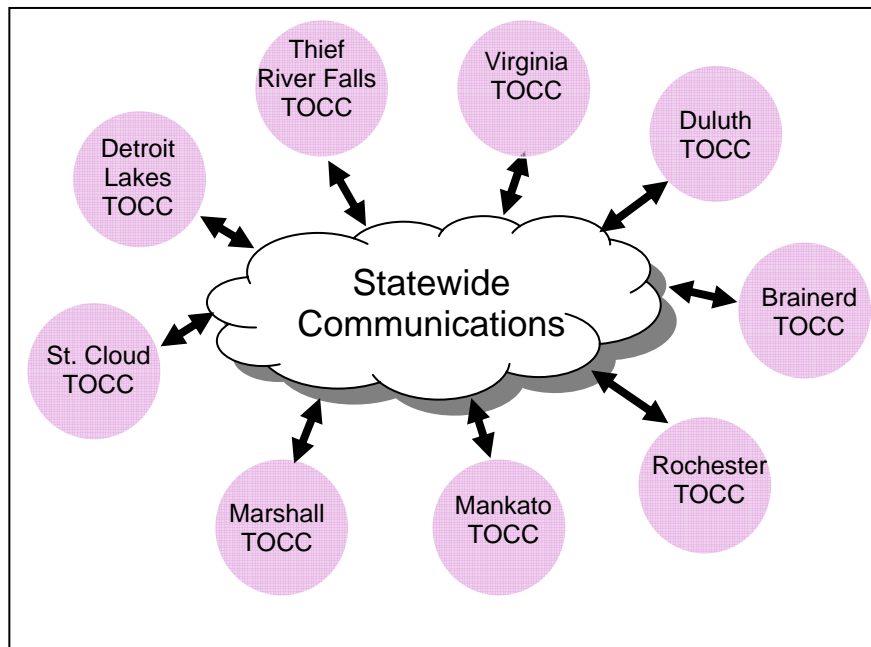 Thief
River Falls
TOCC
Virginia
TOCC
Duluth
TOCC
Detroit
Lakes
TOCC
Statewide
Communications
Brainerd
TOCC
St. Cloud
TOCC
Rochester
TOCC
Marshall
TOCC
Mankato
TOCC